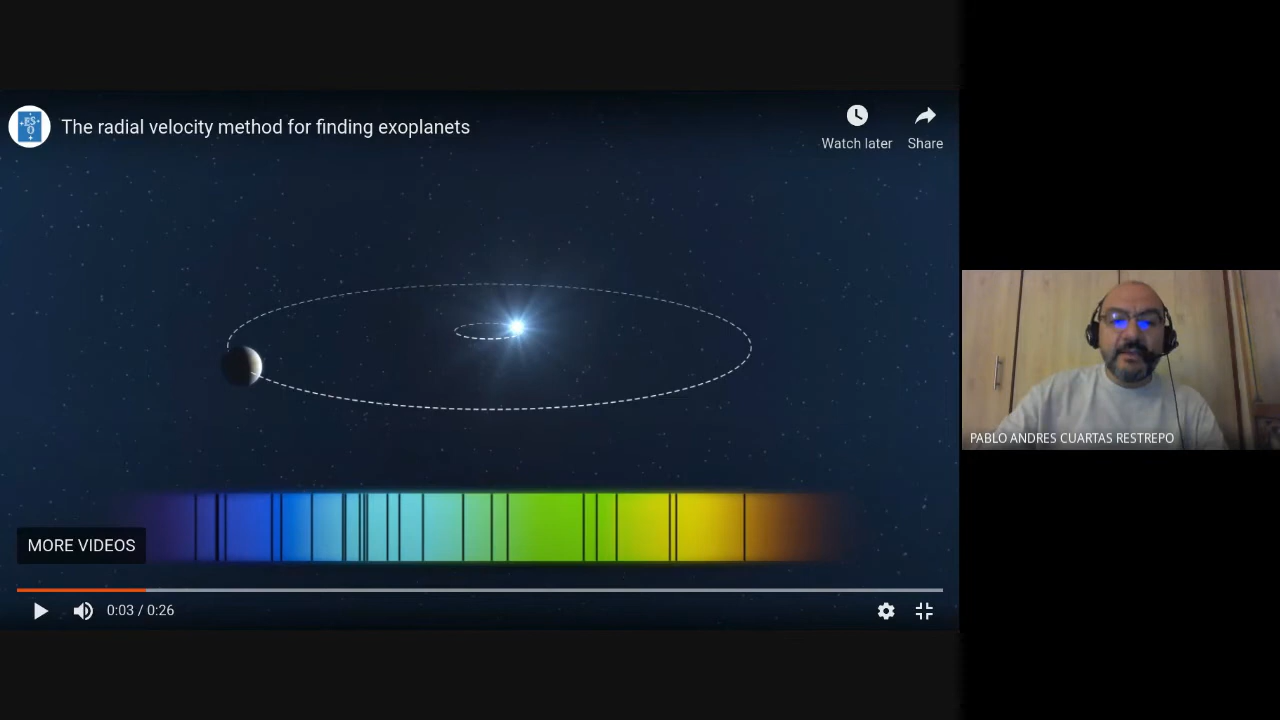 ESO
The radial velocity method for finding exoplanets
Watch later
Share
MORE VIDEOS
0:03 / 0:26
PABLO ANDRES CUARTAS RESTREPO